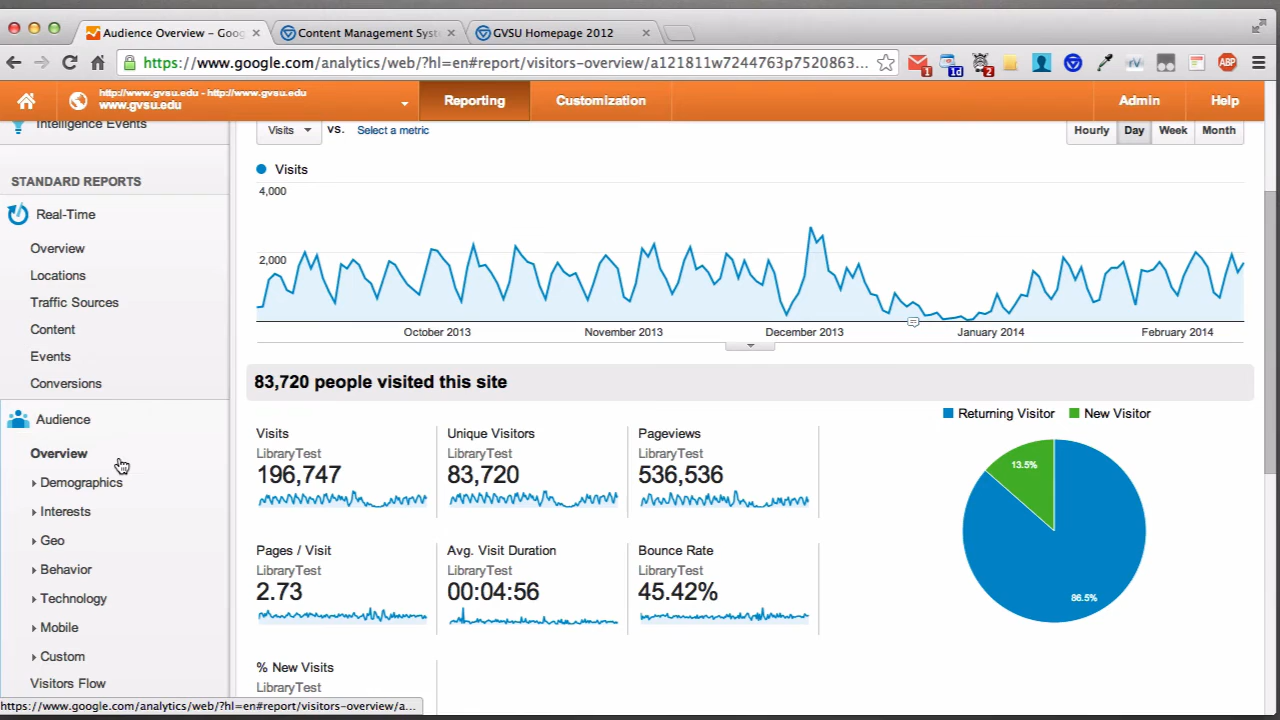 Audience Overview – Goog
Content Management Syst
GVSU Homepage 2012
https://www.google.com/analytics/web/?hl=en#report/visitors-overview/a121811w7244763p7520863...
1
1d
2
ABP
http://www.gvsu.edu - http://www.gvsu.edu
www.gvsu.edu
Reporting
Customization
Admin
Help
Intelligence Events
STANDARD REPORTS
Real-Time
Overview
Locations
Traffic Sources
Content
Events
Conversions
Audience
Overview
Demographics
Interests
Geo
Behavior
Technology
Mobile
Custom
Visitors Flow
https://www.google.com/analytics/web/?hl=en#report/visitors-overview/a...
Visits
vs.
Select a metric
Hourly
Day
Week
Month
Visits
4,000
2,000
October 2013
November 2013
December 2013
January 2014
February 2014
83,720 people visited this site
Visits
LibraryTest
196,747
Unique Visitors
LibraryTest
83,720
Pageviews
LibraryTest
536,536
Pages / Visit
LibraryTest
2.73
Avg. Visit Duration
LibraryTest
00:04:56
Bounce Rate
LibraryTest
45.42%
% New Visits
LibraryTest
Returning Visitor
New Visitor
13.5%
86.5%